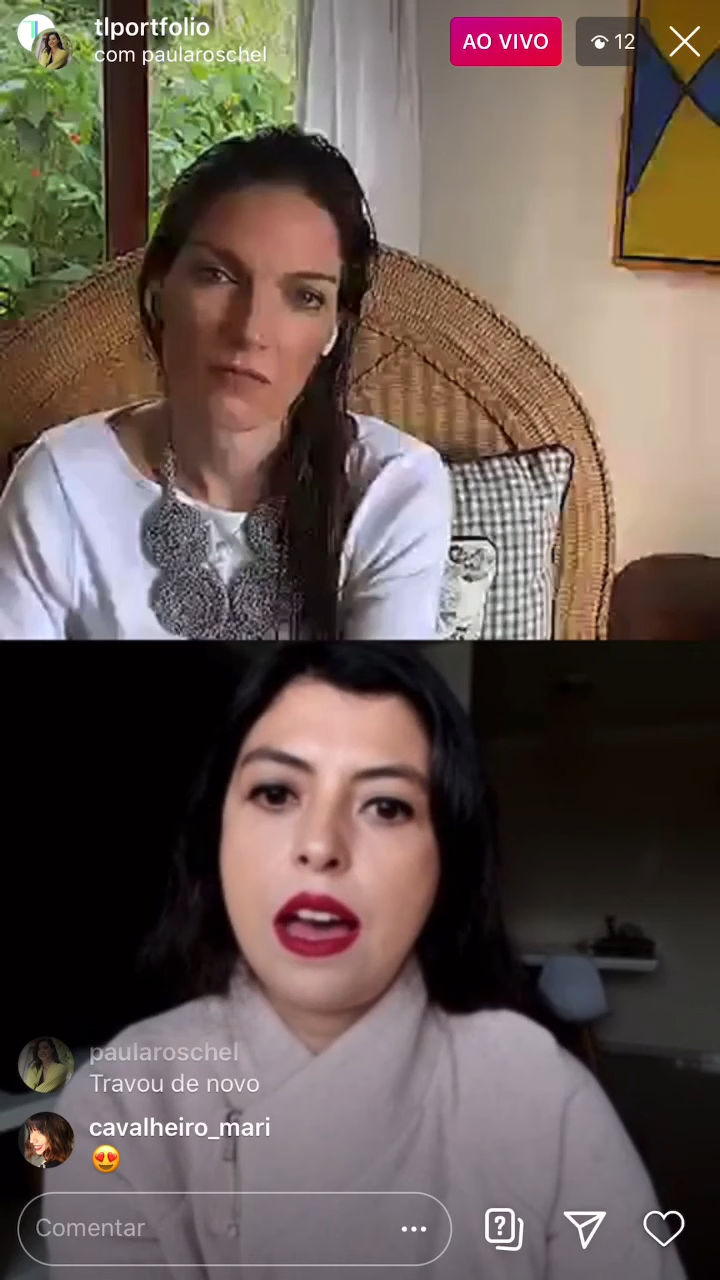 tlportfolio
com paularoschel
AO VIVO
12
paularoschel
Travou de novo
cavalheiro_mari
😍
Comentar